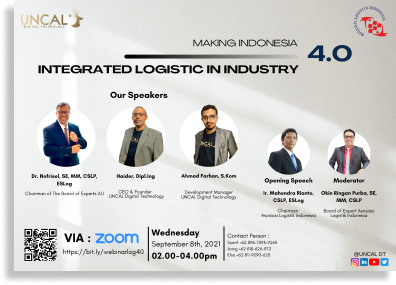 UNCAL
DIGITAL TECHNOLOGY
MAKING INDONESIA
4.0
INTEGRATED LOGISTIC IN INDUSTRY
Our Speakers
Dr. Nofrisel, SE, MM, CSLP,
ESLog
Chairman of The Board of Experts ALI
Haider, Dipl.Ing
CEO & Founder
UNCAL Digital Technology
Ahmad Farhan, S.Kom
Development Manager
UNCAL Digital Technology
Opening Speech
Ir. Mahendra Rianto,
CSLP, ESLog
Chairman
Asosiasi Logistik Indonesia
Moderator
Okin Ringan Purba, SE,
MM, CSLP
Board of Expert Asosiasi
Logistik Indonesia
VIA : zoom
https://bit.ly/webinarlog40
Wednesday
September 8th, 2021
02.00-04.00pm
Contact Person :
@UNCAL DT